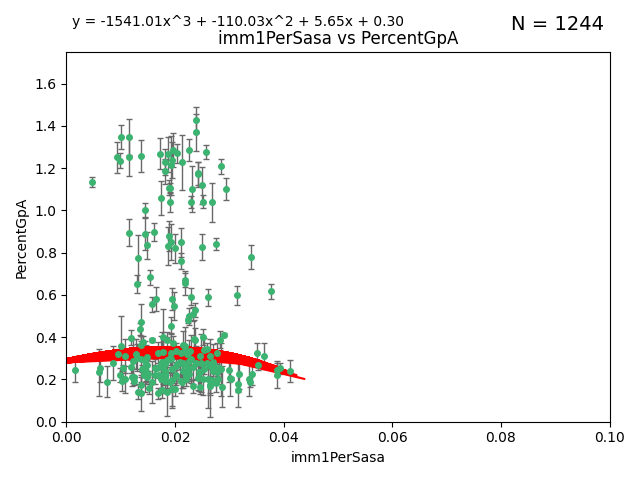 y = -1541.01x^3 + -110.03x^2 + 5.65x + 0.30
N = 1244
imm1PerSasa vs PercentGpA
1.6
1.4
1.2
1.0
0.8
0.6
0.4
0.2
0.0
PercentGpA
0.00 0.02 0.04 0.06 0.08 0.10
imm1PerSasa